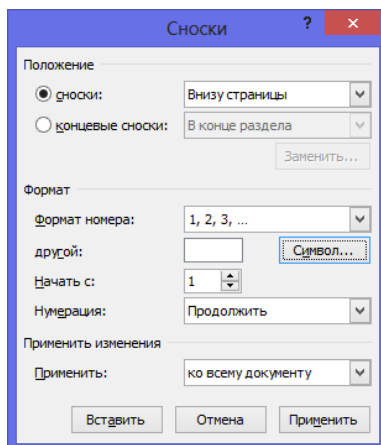 Сноски ? ×
Положение
сноски: Внизу страницы
концевые сноски: В конце раздела
Заменить...
Формат
Формат номера: 1, 2, 3, ...
другой: Символ...
Начать с: 1
Нумерация: Продолжить
Применить изменения
Применить: ко всему документу
Вставить Отмена Применить